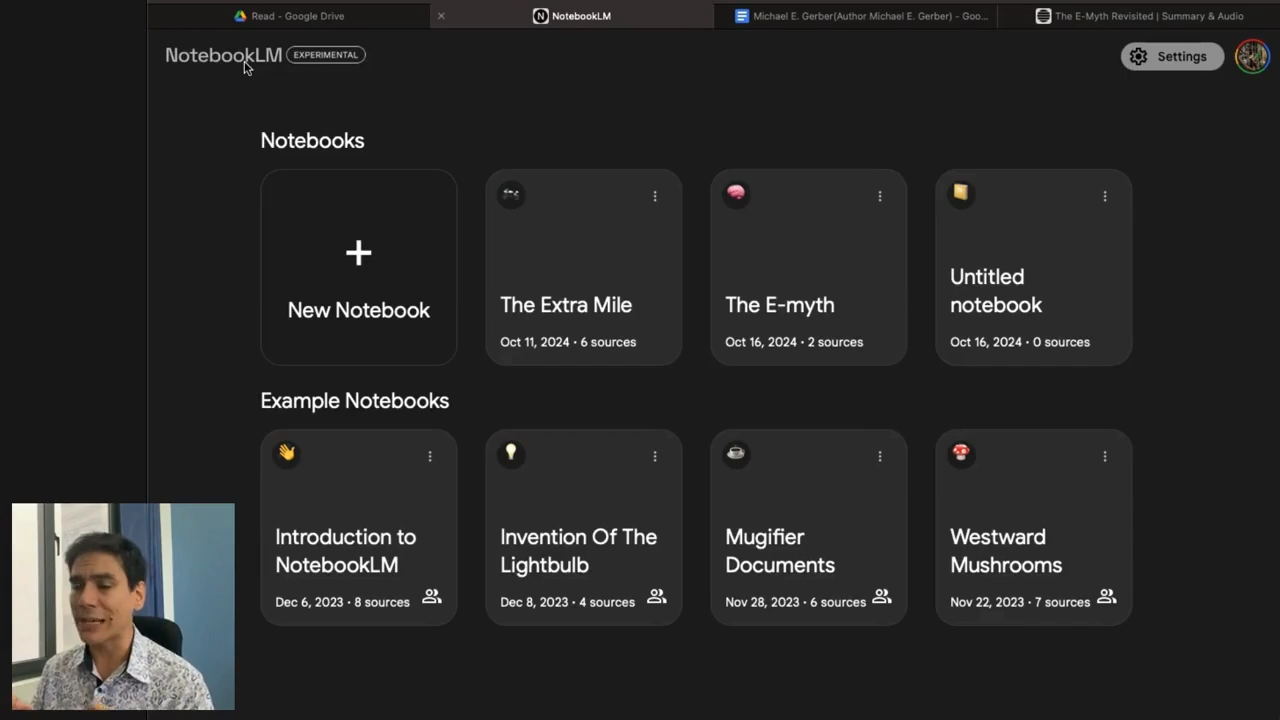 Read - Google Drive
NotebookLM
Michael E. Gerber(Author Michael E. Gerber) - Goo...
The E-Myth Revisited | Summary & Audio
NotebookLM EXPERIMENTAL
Settings
Notebooks
New Notebook
The Extra Mile
Oct 11, 2024 • 6 sources
The E-myth
Oct 16, 2024 • 2 sources
Untitled
notebook
Oct 16, 2024 • 0 sources
Example Notebooks
Introduction to
NotebookLM
Dec 6, 2023 • 8 sources
Invention Of The
Lightbulb
Dec 8, 2023 • 4 sources
Mugifier
Documents
Nov 28, 2023 • 6 sources
Westward
Mushrooms
Nov 22, 2023 • 7 sources